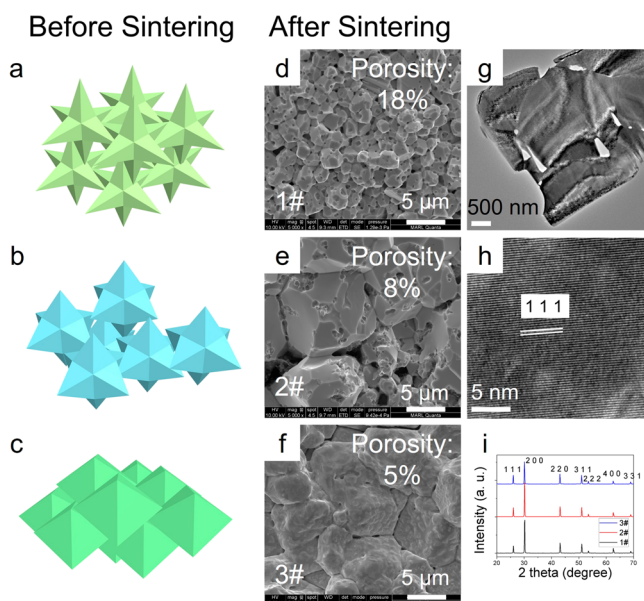 Before Sintering
After Sintering
a
d
Porosity:
18%
1#
5 µm
g
500 nm
b
e
Porosity:
8%
2#
5 µm
h
1 1 1
5 nm
c
f
Porosity:
5%
3#
5 µm
i
Intensity (a. u.)
1 1 1
2 0 0
2 2 0
3 1 1
2 2 2
4 0 0
3 3 1
3#
2#
1#
20 30 40 50 60 70
2 theta (degree)